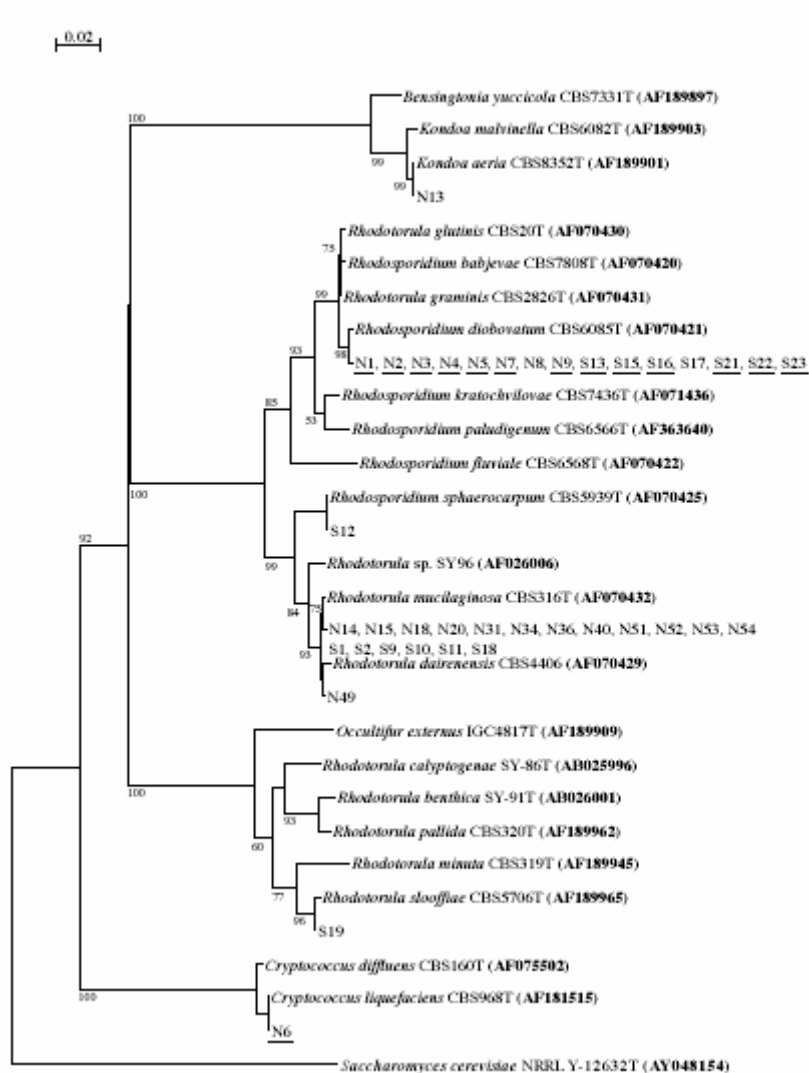 0.02
Bensingtonia yuccicola CBS7331T (AF189897)
100
Kondoa malvinella CBS6082T (AF189903)
99
Kondoa aeria CBS8352T (AF189901)
99
N13
Rhodotorula glutinis CBS20T (AF070430)
75
Rhodosporidium babjevae CBS7808T (AF070420)
99
Rhodotorula graminis CBS2826T (AF070431)
Rhodosporidium diobovatum CBS6085T (AF070421)
93
98
N1, N2, N3, N4, N5, N7, N8, N9, S13, S15, S16, S17, S21, S22, S23
Rhodosporidium kratochvilovae CBS7436T (AF071436)
85
53
Rhodosporidium paludigenum CBS6566T (AF363640)
Rhodosporidium fluviale CBS6568T (AF070422)
100
Rhodosporidium sphaerocarpum CBS5939T (AF070425)
S12
92
99
Rhodotorula sp. SY96 (AF026006)
Rhodotorula mucilaginosa CBS316T (AF070432)
84
75
N14, N15, N18, N20, N31, N34, N36, N40, N51, N52, N53, N54
S1, S2, S9, S10, S11, S18
93
Rhodotorula dairenensis CBS4406 (AF070429)
N49
Occultifur externus IGC4817T (AF189909)
Rhodotorula calyptogenae SY-86T (AB025996)
100
Rhodotorula benthica SY-91T (AB026001)
93
Rhodotorula pallida CBS320T (AF189962)
60
Rhodotorula minuta CBS319T (AF189945)
77
Rhodotorula slooffiae CBS5706T (AF189965)
96
S19
Cryptococcus diffluens CBS160T (AF075502)
100
Cryptococcus liquefaciens CBS968T (AF181515)
N6
Saccharomyces cerevisiae NRRL Y-12632T (AY048154)